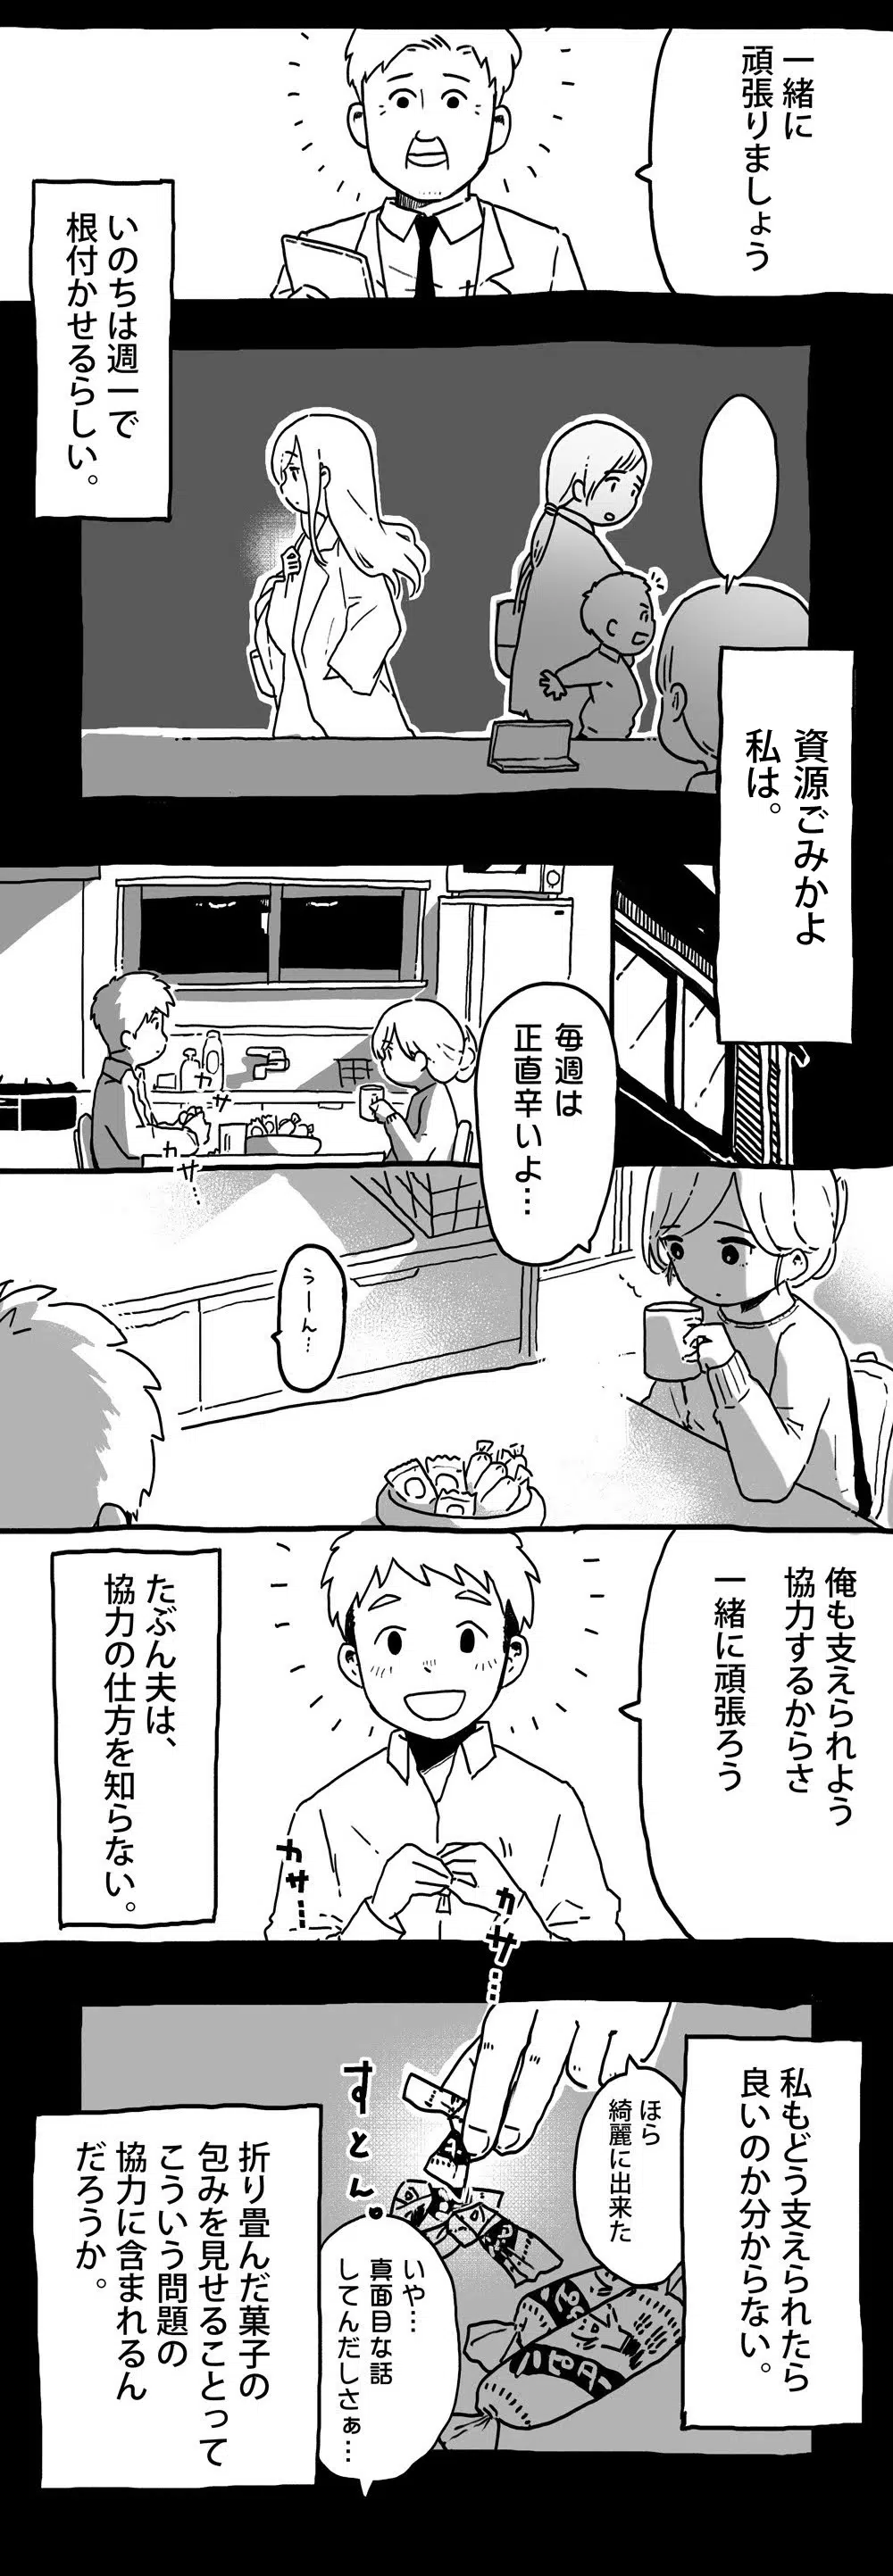 一緒に
頑張りましょう
いのちは週一で
根付かせるらしい。
資源ごみかよ
私は。
毎週は
正直辛いよ…
カサ
カサ…
うーん…
俺も支えられよう
協力するからさ
一緒に頑張ろう
たぶん夫は、
協力の仕方を知らない。
カサ…
カサ…
私もどう支えられたら
良いのか分からない。
ほら
綺麗に出来た
すとん。
ハピター
いや…
真面目な話
してんだしさぁ…
折り畳んだ菓子の
包みを見せることって
こういう問題の
協力に含まれるん
だろうか。